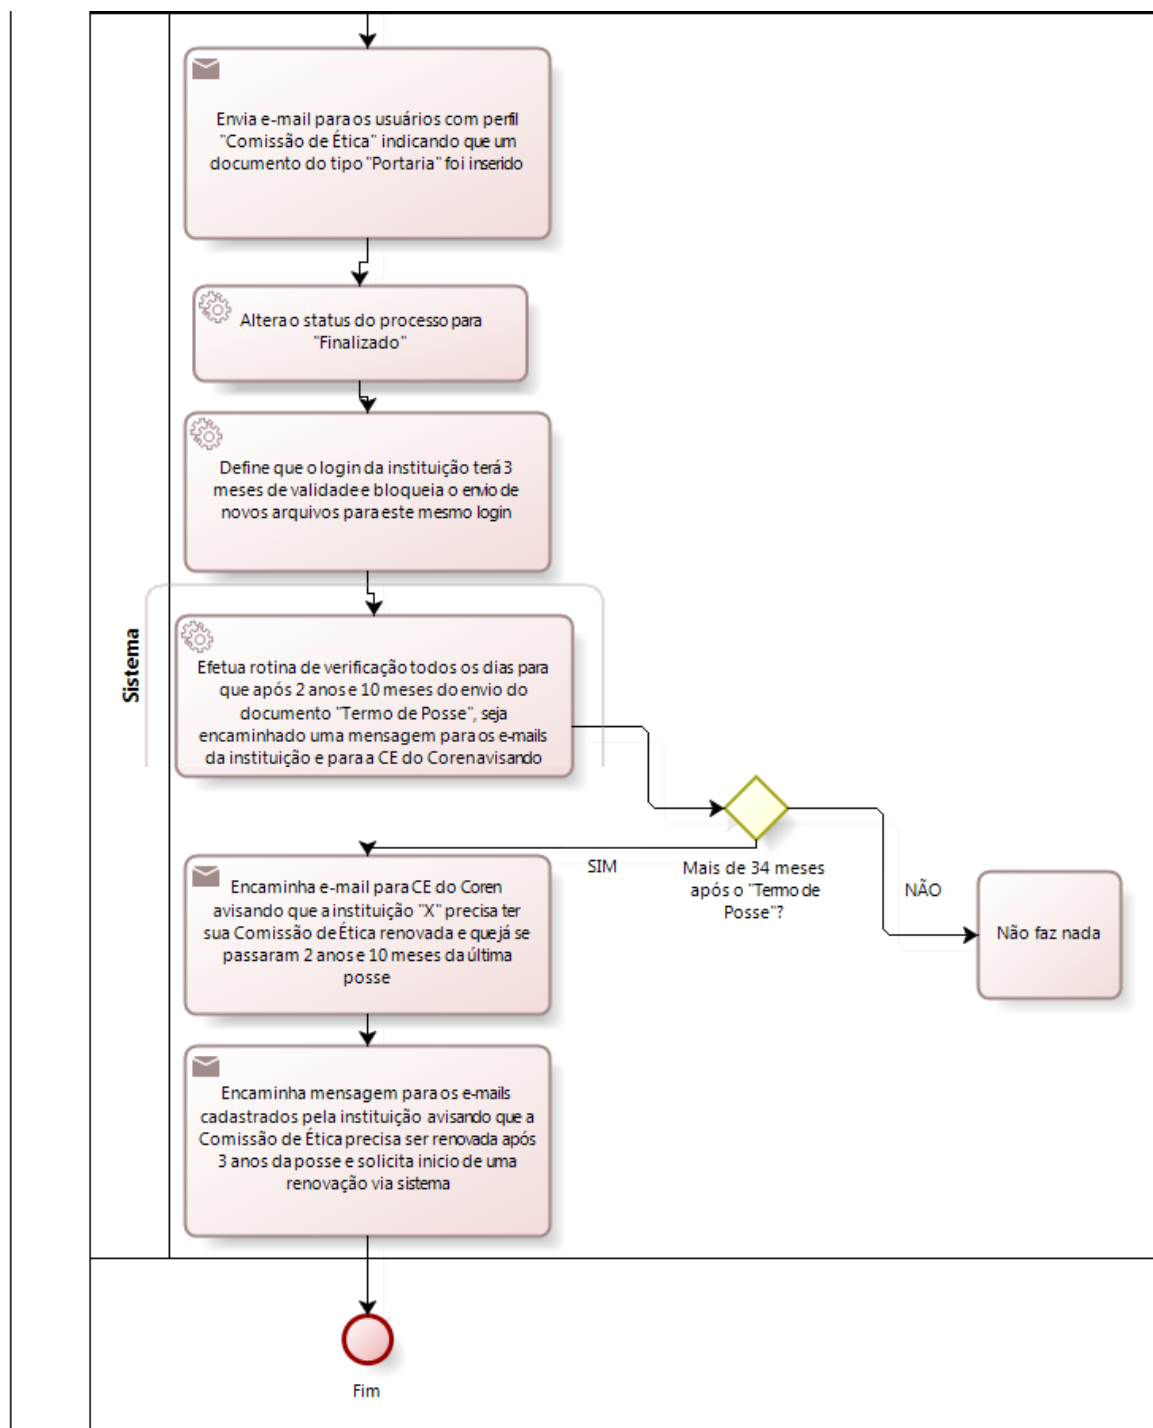 Envia e-mail para os usuários com perfil
"Comissão de Ética" indicando que um
documento do tipo "Portaria" foi inserido
Altera o status do processo para
"Finalizado"
Define que o login da instituição terá 3
meses de validade e bloqueia o envio de
novos arquivos para este mesmo login
Sistema
Efetua rotina de verificação todos os dias para
que após 2 anos e 10 meses do envio do
documento "Termo de Posse", seja
encaminhado uma mensagem para os e-mails
da instituição e para a CE do Coren avisando
Mais de 34 meses
após o "Termo de
Posse"?
SIM
NÃO
Não faz nada
Encaminha e-mail para CE do Coren
avisando que a instituição "X" precisa ter
sua Comissão de Ética renovada e que já se
passaram 2 anos e 10 meses da última
posse
Encaminha mensagem para os e-mails
cadastrados pela instituição avisando que a
Comissão de Ética precisa ser renovada após
3 anos da posse e solicita inicio de uma
renovação via sistema
Fim